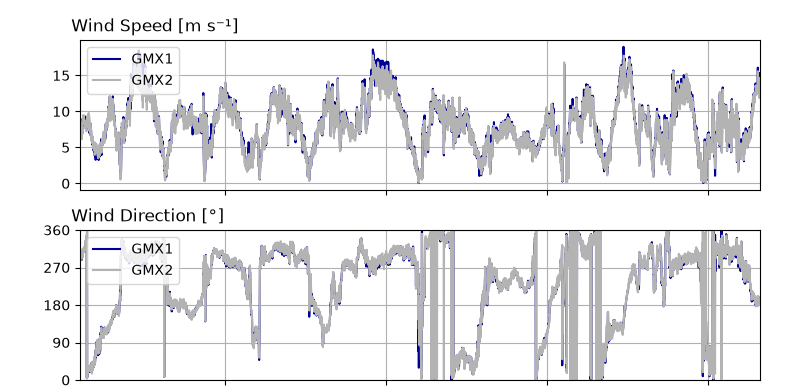 Wind Speed [m s⁻¹]
GMX1
GMX2
15
10
5
0
Wind Direction [°]
360
GMX1
GMX2
270
180
90
0